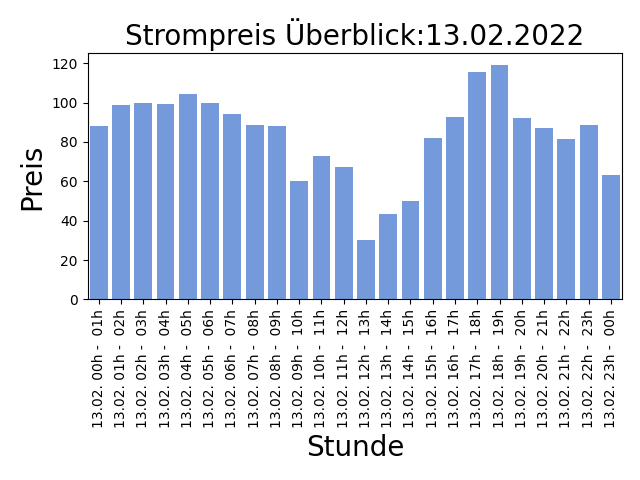 Strompreis Überblick:13.02.2022
Preis
120
100
80
60
40
20
0
13.02. 00h - 01h
13.02. 01h - 02h
13.02. 02h - 03h
13.02. 03h - 04h
13.02. 04h - 05h
13.02. 05h - 06h
13.02. 06h - 07h
13.02. 07h - 08h
13.02. 08h - 09h
13.02. 09h - 10h
13.02. 10h - 11h
13.02. 11h - 12h
13.02. 12h - 13h
13.02. 13h - 14h
13.02. 14h - 15h
13.02. 15h - 16h
13.02. 16h - 17h
13.02. 17h - 18h
13.02. 18h - 19h
13.02. 19h - 20h
13.02. 20h - 21h
13.02. 21h - 22h
13.02. 22h - 23h
13.02. 23h - 00h
Stunde